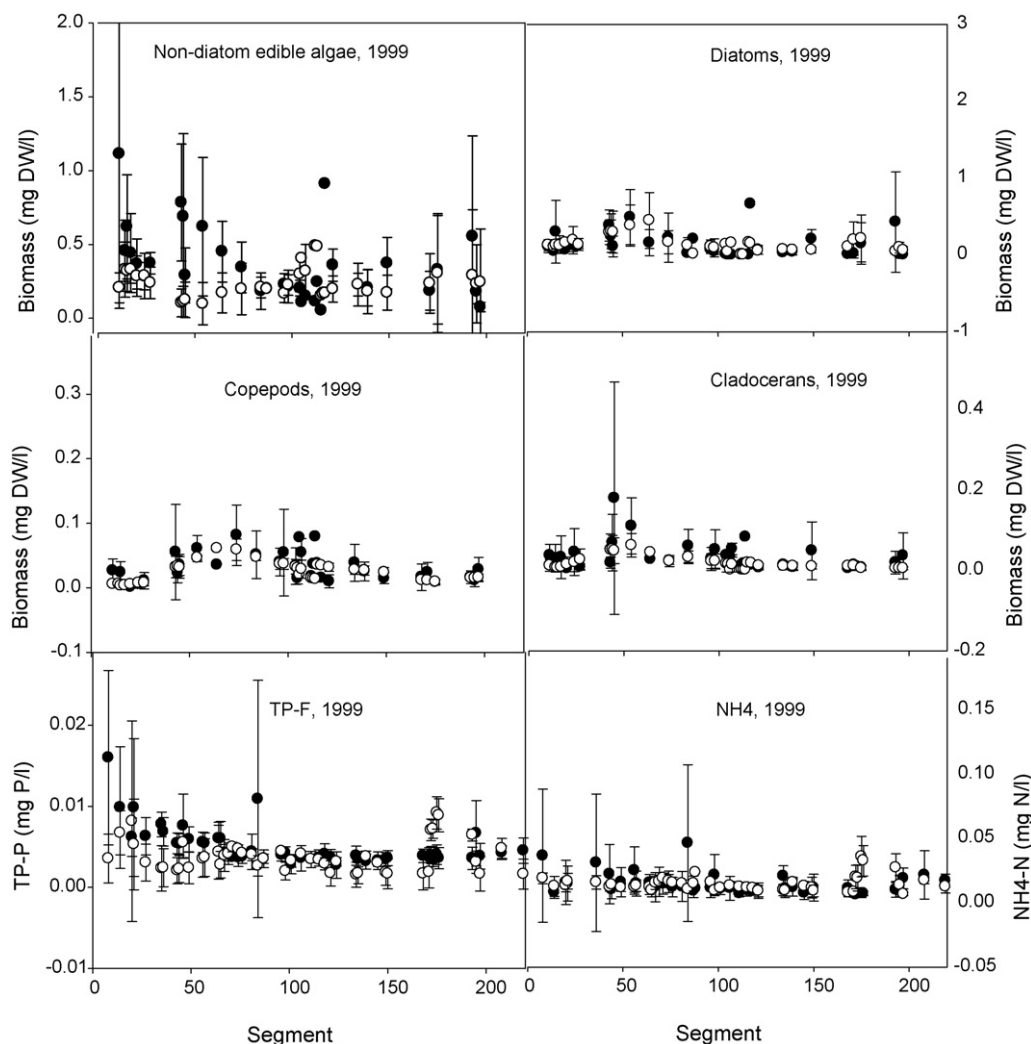 Non-diatom edible algae, 1999
Diatoms, 1999
Biomass (mg DW/l)
2.0
1.5
1.0
0.5
0.0
3
2
1
0
-1
Biomass (mg DW/l)
Copepods, 1999
Cladocerans, 1999
Biomass (mg DW/l)
0.3
0.2
0.1
0.0
-0.1
0.4
0.2
0.0
-0.2
Biomass (mg DW/l)
TP-F, 1999
NH4, 1999
TP-P (mg P/l)
0.02
0.01
0.00
-0.01
0.15
0.10
0.05
0.00
-0.05
NH4-N (mg N/l)
0 50 100 150 200
0 50 100 150 200
Segment
Segment